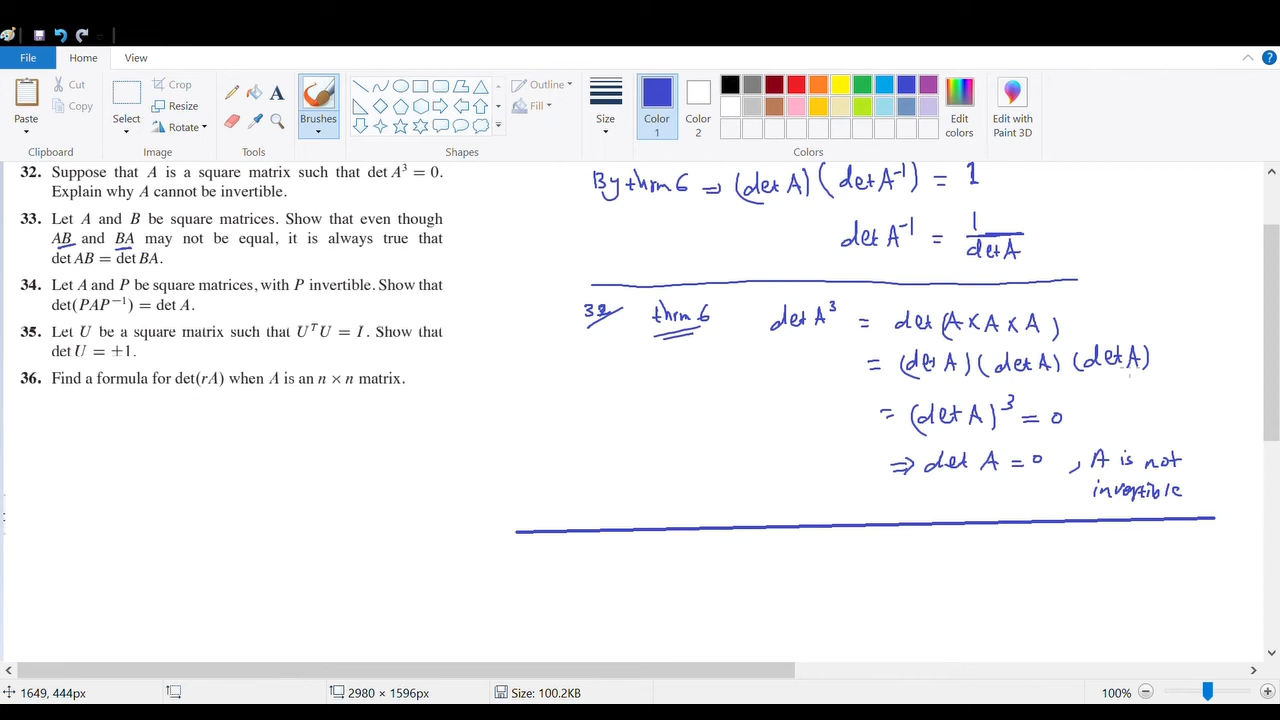 File
Home
View
Paste
Cut
Copy
Clipboard
Select
Crop
Resize
Rotate
Image
Tools
Brushes
Outline
Fill
Shapes
Size
Color
1
Color
2
Edit
colors
Edit with
Paint 3D
Colors
32. Suppose that A is a square matrix such that det A³ = 0.
Explain why A cannot be invertible.
33. Let A and B be square matrices. Show that even though
AB and BA may not be equal, it is always true that
det AB = det BA.
34. Let A and P be square matrices, with P invertible. Show that
det(PAP⁻¹) = det A.
35. Let U be a square matrix such that UᵀU = I. Show that
det U = ±1.
36. Find a formula for det(rA) when A is an n × n matrix.
By thrm 6 ⇒ (det A)(det A⁻¹) = 1
det A⁻¹ = 1/det A
32 thrm 6 det A³ = det (A × A × A)
= (det A)(det A)(det A)
= (det A)³ = 0
⇒ det A = 0 , A is not
invertible
1649, 444px
2980 × 1596px
Size: 100.2KB
100%